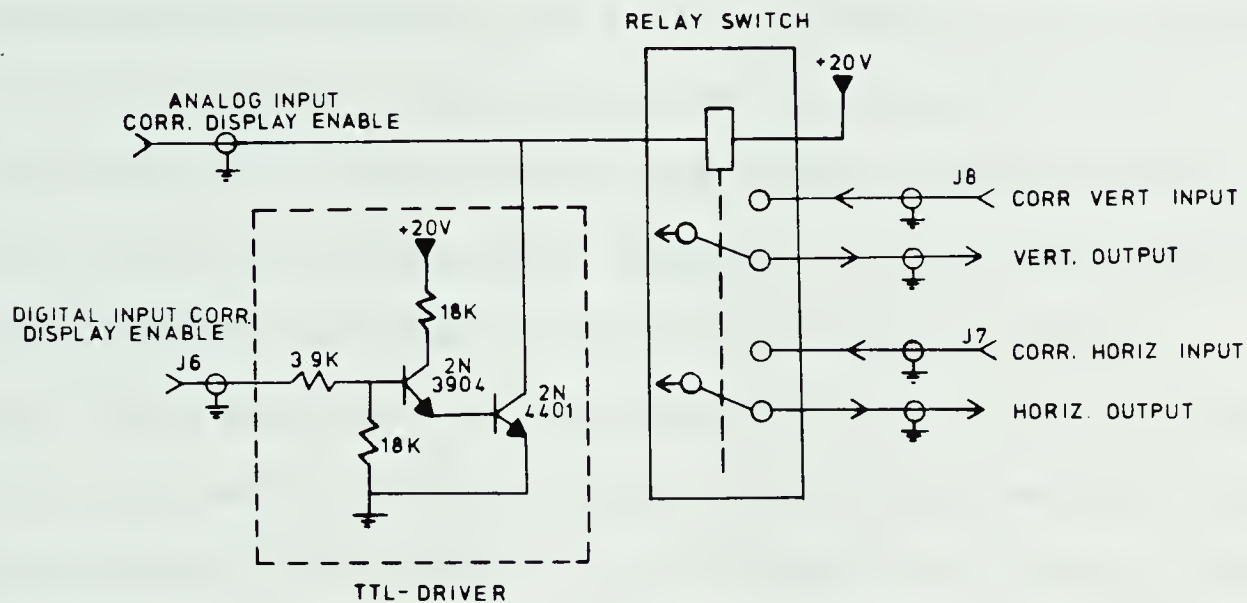 RELAY SWITCH
+20V
ANALOG INPUT
CORR. DISPLAY ENABLE
J8
CORR VERT INPUT
+20V
VERT. OUTPUT
18K
DIGITAL INPUT CORR.
DISPLAY ENABLE
J6
3.9K
2N
3904
2N
4401
J7
CORR. HORIZ INPUT
HORIZ. OUTPUT
18K
TTL-DRIVER